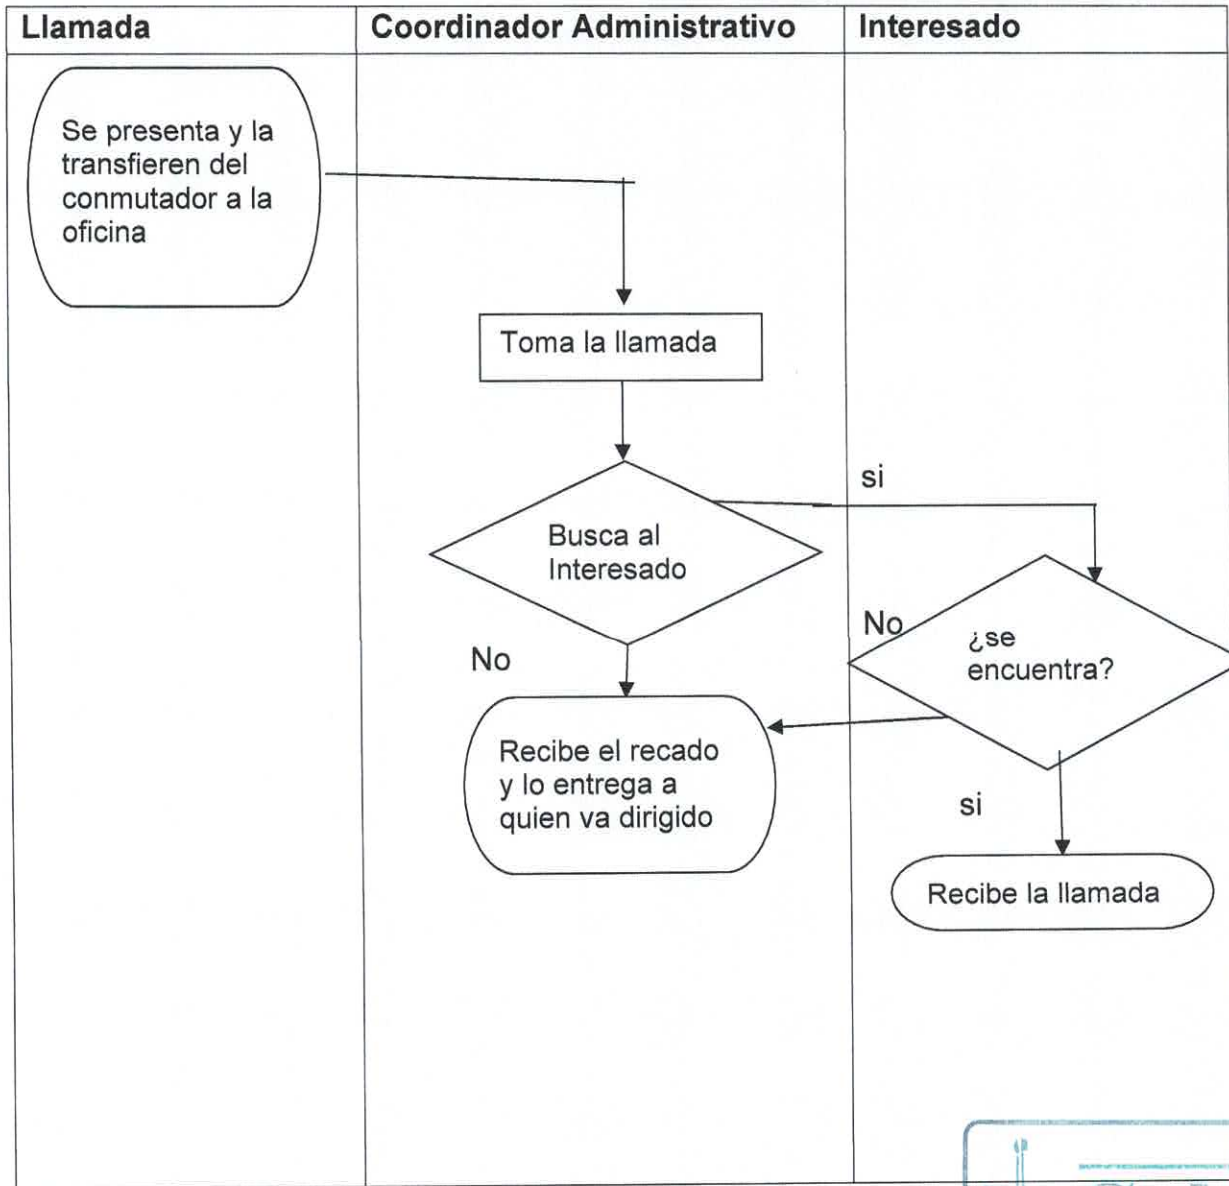 Llamada
Coordinador Administrativo
Interesado
Se presenta y la
transfieren del
conmutador a la
oficina
Toma la llamada
si
Busca al
Interesado
No
¿se
encuentra?
No
Recibe el recado
y lo entrega a
quien va dirigido
si
Recibe la llamada